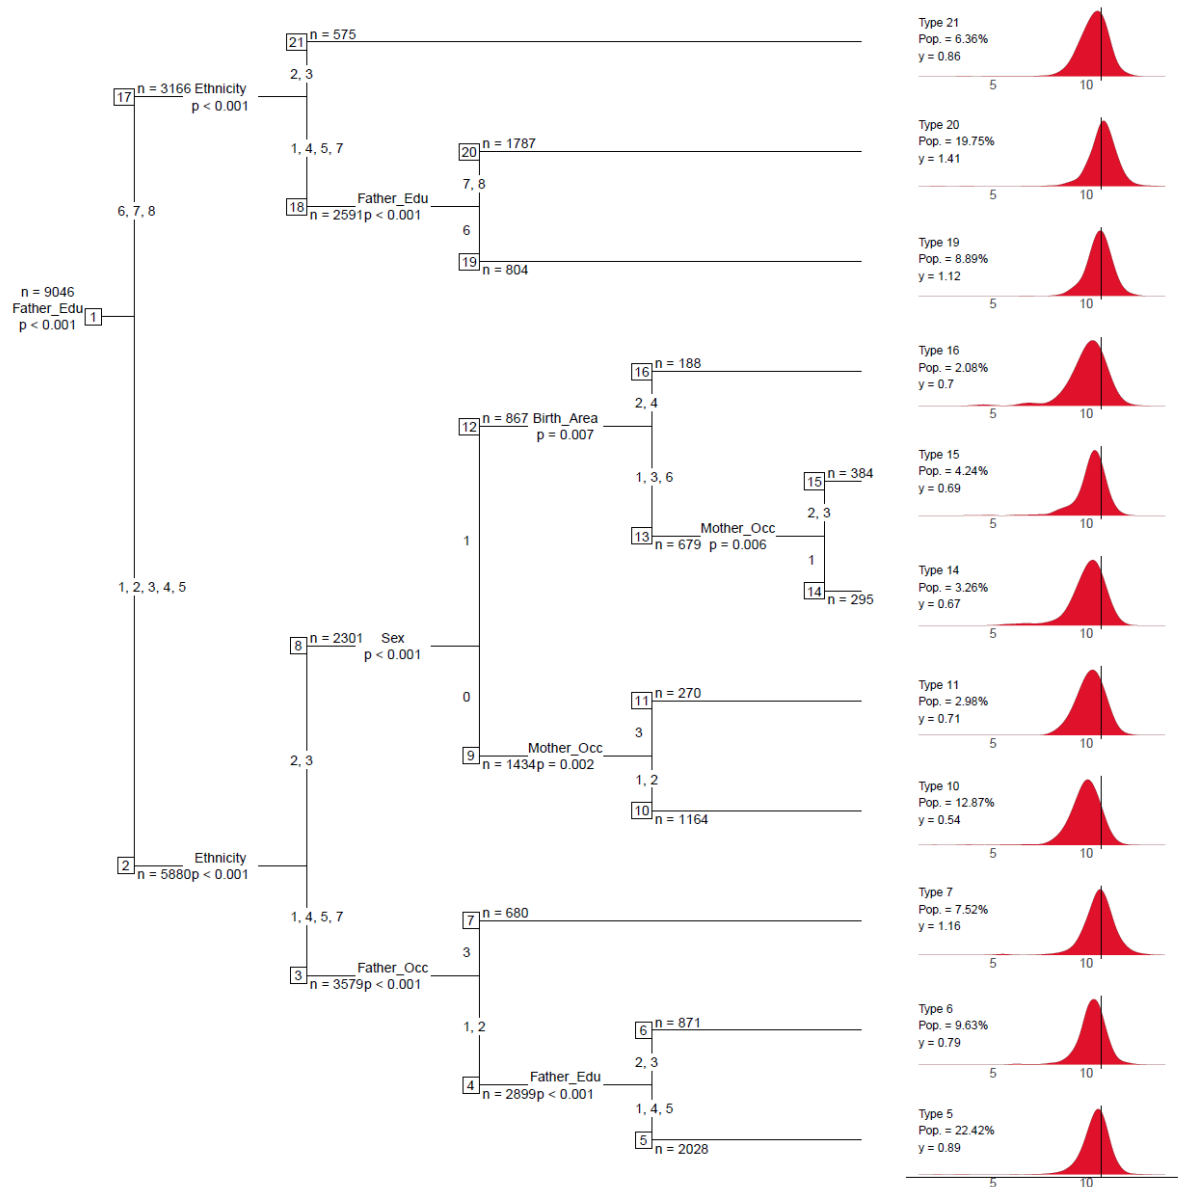 21
n = 575
2, 3
17
n = 3166
Ethnicity
p < 0.001
1, 4, 5, 7
20
n = 1787
7, 8
18
Father_Edu
n = 2591
p < 0.001
6
19
n = 804
6, 7, 8
n = 9046
Father_Edu
p < 0.001
1
1, 2, 3, 4, 5
16
n = 188
2, 4
12
n = 867
Birth_Area
p = 0.007
1, 3, 6
15
n = 384
2, 3
13
Mother_Occ
n = 679
p = 0.006
1
14
n = 295
1
8
n = 2301
Sex
p < 0.001
0
11
n = 270
3
9
Mother_Occ
n = 1434
p = 0.002
1, 2
10
n = 1164
2, 3
2
Ethnicity
n = 5880
p < 0.001
1, 4, 5, 7
7
n = 680
3
3
Father_Occ
n = 3579
p < 0.001
1, 2
6
n = 871
2, 3
4
Father_Edu
n = 2899
p < 0.001
1, 4, 5
5
n = 2028
Type 21
Pop. = 6.36%
y = 0.86
5 10
Type 20
Pop. = 19.75%
y = 1.41
5 10
Type 19
Pop. = 8.89%
y = 1.12
5 10
Type 16
Pop. = 2.08%
y = 0.7
5 10
Type 15
Pop. = 4.24%
y = 0.69
5 10
Type 14
Pop. = 3.26%
y = 0.67
5 10
Type 11
Pop. = 2.98%
y = 0.71
5 10
Type 10
Pop. = 12.87%
y = 0.54
5 10
Type 7
Pop. = 7.52%
y = 1.16
5 10
Type 6
Pop. = 9.63%
y = 0.79
5 10
Type 5
Pop. = 22.42%
y = 0.89
5 10